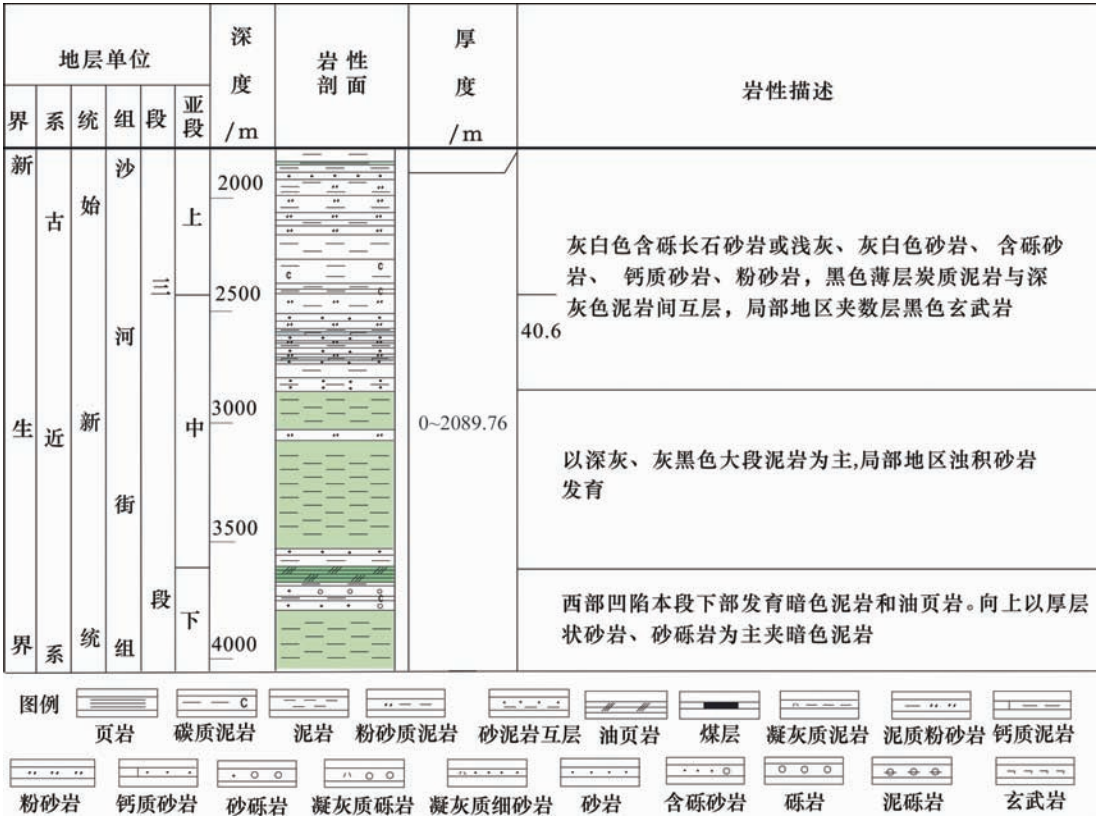 地层单位
界 系 统 组 段 亚段
深度/m
岩性
剖面
厚度/m
岩性描述
新生界
古近系
始新统
沙河街组
三段
上
中
下
2000
2500
3000
3500
4000
0~2089.76
40.6
灰白色含砾长石砂岩或浅灰、灰白色砂岩、 含砾砂
岩、 钙质砂岩、粉砂岩，黑色薄层炭质泥岩与深
灰色泥岩间互层，局部地区夹数层黑色玄武岩
以深灰、灰黑色大段泥岩为主,局部地区浊积砂岩
发育
西部凹陷本段下部发育暗色泥岩和油页岩。向上以厚层
状砂岩、砂砾岩为主夹暗色泥岩
C
C
C
C
图例
C
页岩 碳质泥岩 泥岩 粉砂质泥岩 砂泥岩互层 油页岩 煤层 凝灰质泥岩 泥质粉砂岩 钙质泥岩
粉砂岩 钙质砂岩 砂砾岩 凝灰质砾岩 凝灰质细砂岩 砂岩 含砾砂岩 砾岩 泥砾岩 玄武岩